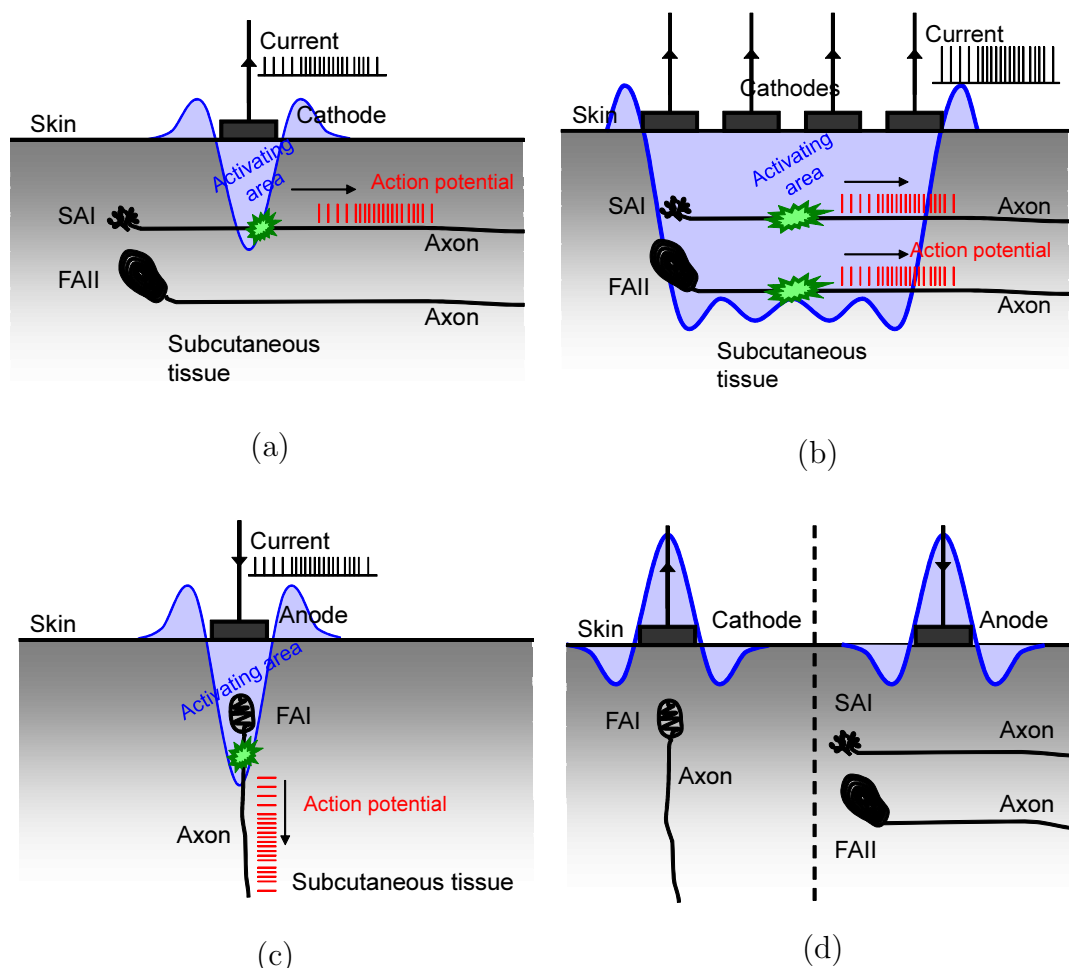 Current
Cathode
Skin
Activating
area
Action potential
SAI
Axon
FAII
Axon
Subcutaneous
tissue
(a)
Current
Cathodes
Skin
Activating
area
SAI
Axon
Action potential
FAII
Axon
Subcutaneous
tissue
(b)
Current
Anode
Skin
Activating area
FAI
Action potential
Axon
Subcutaneous tissue
(c)
Cathode
Anode
Skin
FAI
Axon
SAI
Axon
Axon
FAII
(d)